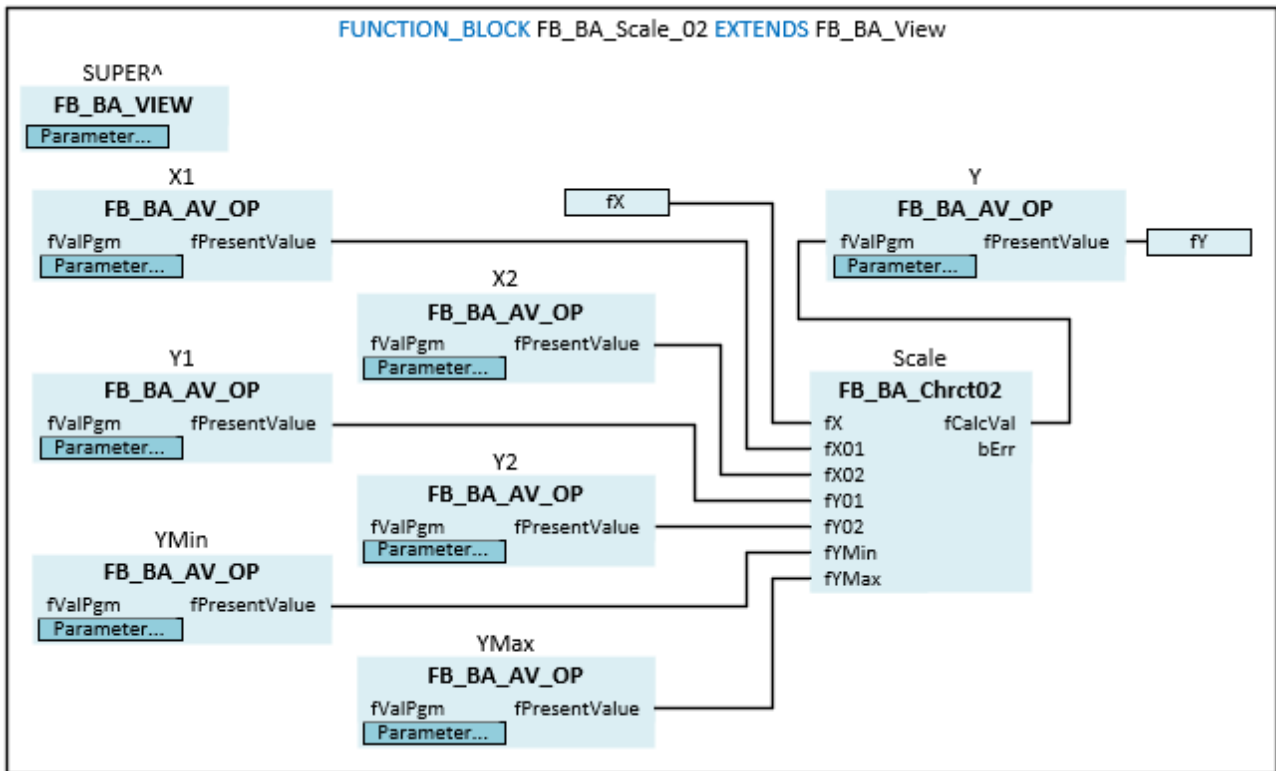 FUNCTION_BLOCK FB_BA_Scale_02 EXTENDS FB_BA_View
SUPER^
FB_BA_VIEW
Parameter...
X1
FB_BA_AV_OP
fValPgm fPresentValue
Parameter...
fX
Y
FB_BA_AV_OP
fValPgm fPresentValue
Parameter...
fY
X2
FB_BA_AV_OP
fValPgm fPresentValue
Parameter...
Y1
FB_BA_AV_OP
fValPgm fPresentValue
Parameter...
Scale
FB_BA_Chrct02
fX fCalcVal
fX01 bErr
fX02
fY01
fY02
fYMin
fYMax
Y2
FB_BA_AV_OP
fValPgm fPresentValue
Parameter...
YMin
FB_BA_AV_OP
fValPgm fPresentValue
Parameter...
YMax
FB_BA_AV_OP
fValPgm fPresentValue
Parameter...